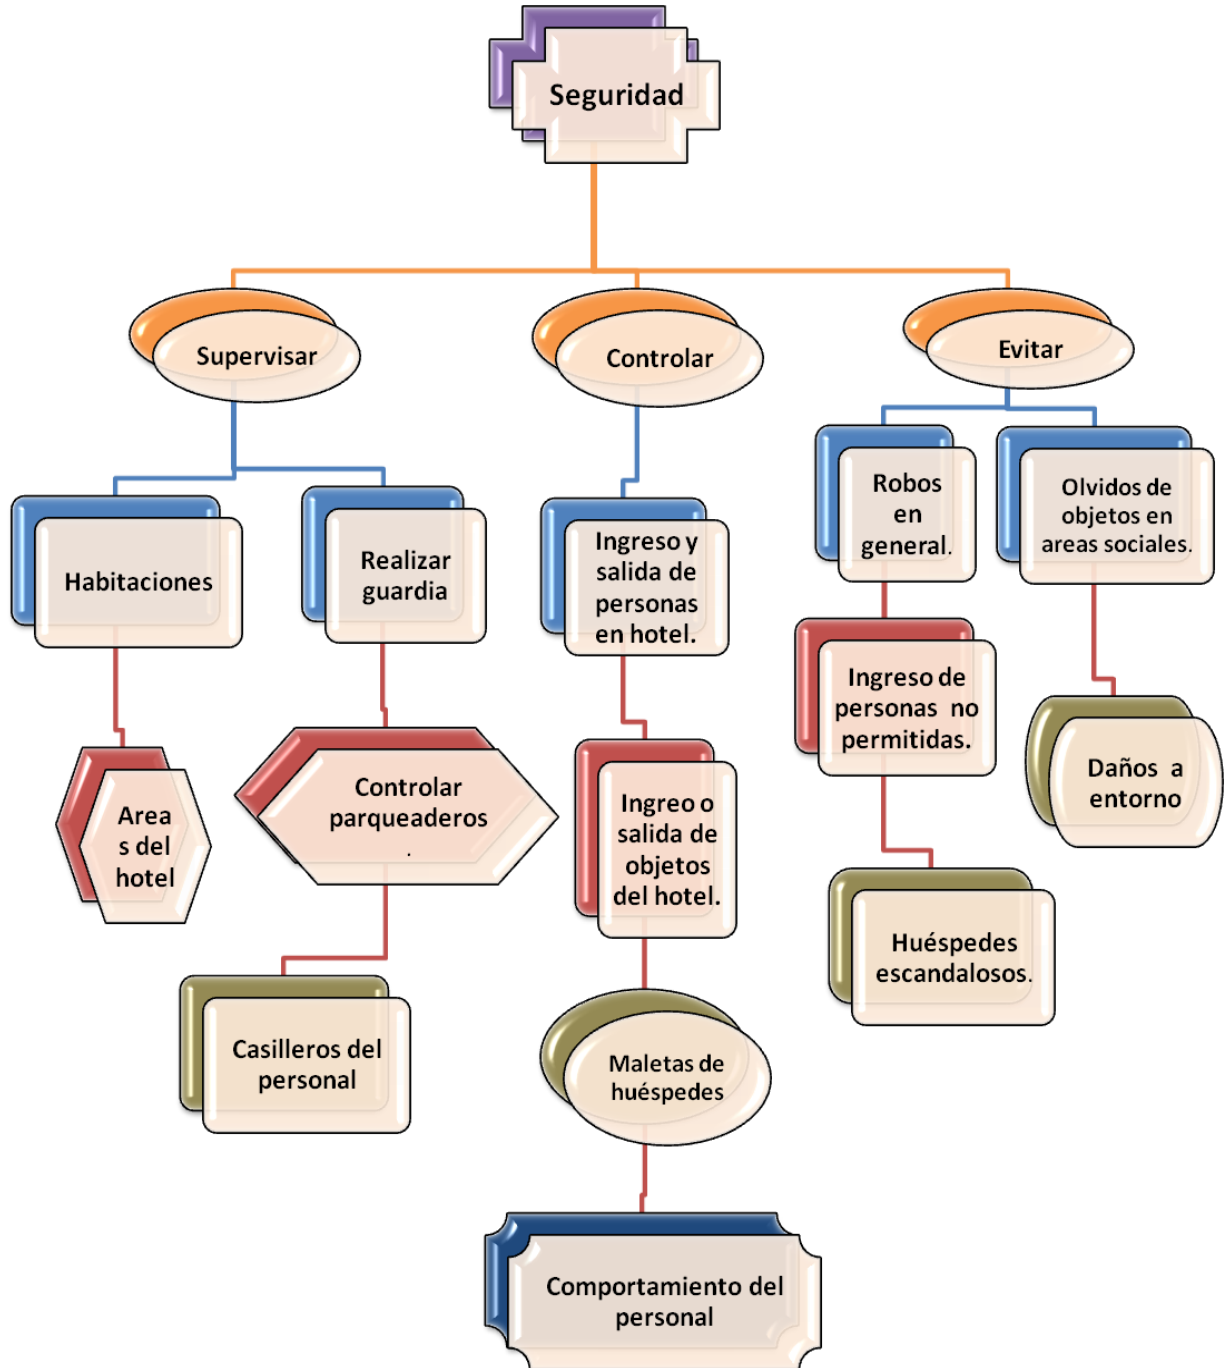 Seguridad
Supervisar
Controlar
Evitar
Habitaciones
Realizar
guardia
Ingreso y
salida de
personas
en hotel.
Robos
en
general.
Olvidos de
objetos en
areas sociales.
Area
s del
hotel
Controlar
parqueaderos
.
Ingreo o
salida de
objetos
del hotel.
Ingreso de
personas no
permitidas.
Daños a
entorno
Casilleros del
personal
Maletas de
huéspedes
Huéspedes
escandalosos.
Comportamiento del
personal